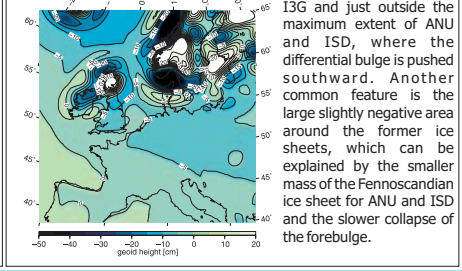 I3G and just outside the
maximum extent of ANU
and ISD, where the
differential bulge is pushed
southward. Another
common feature is the
large slightly negative area
around the former ice
sheets, which can be
explained by the smaller
mass of the Fennoscandian
ice sheet for ANU and ISD
and the slower collapse of
the forebulge.
60˚
55˚
50˚
45˚
40˚
65˚
60˚
55˚
50˚
45˚
40˚
−50 −40 −30 −20 −10 0 10 20
geoid height [cm]